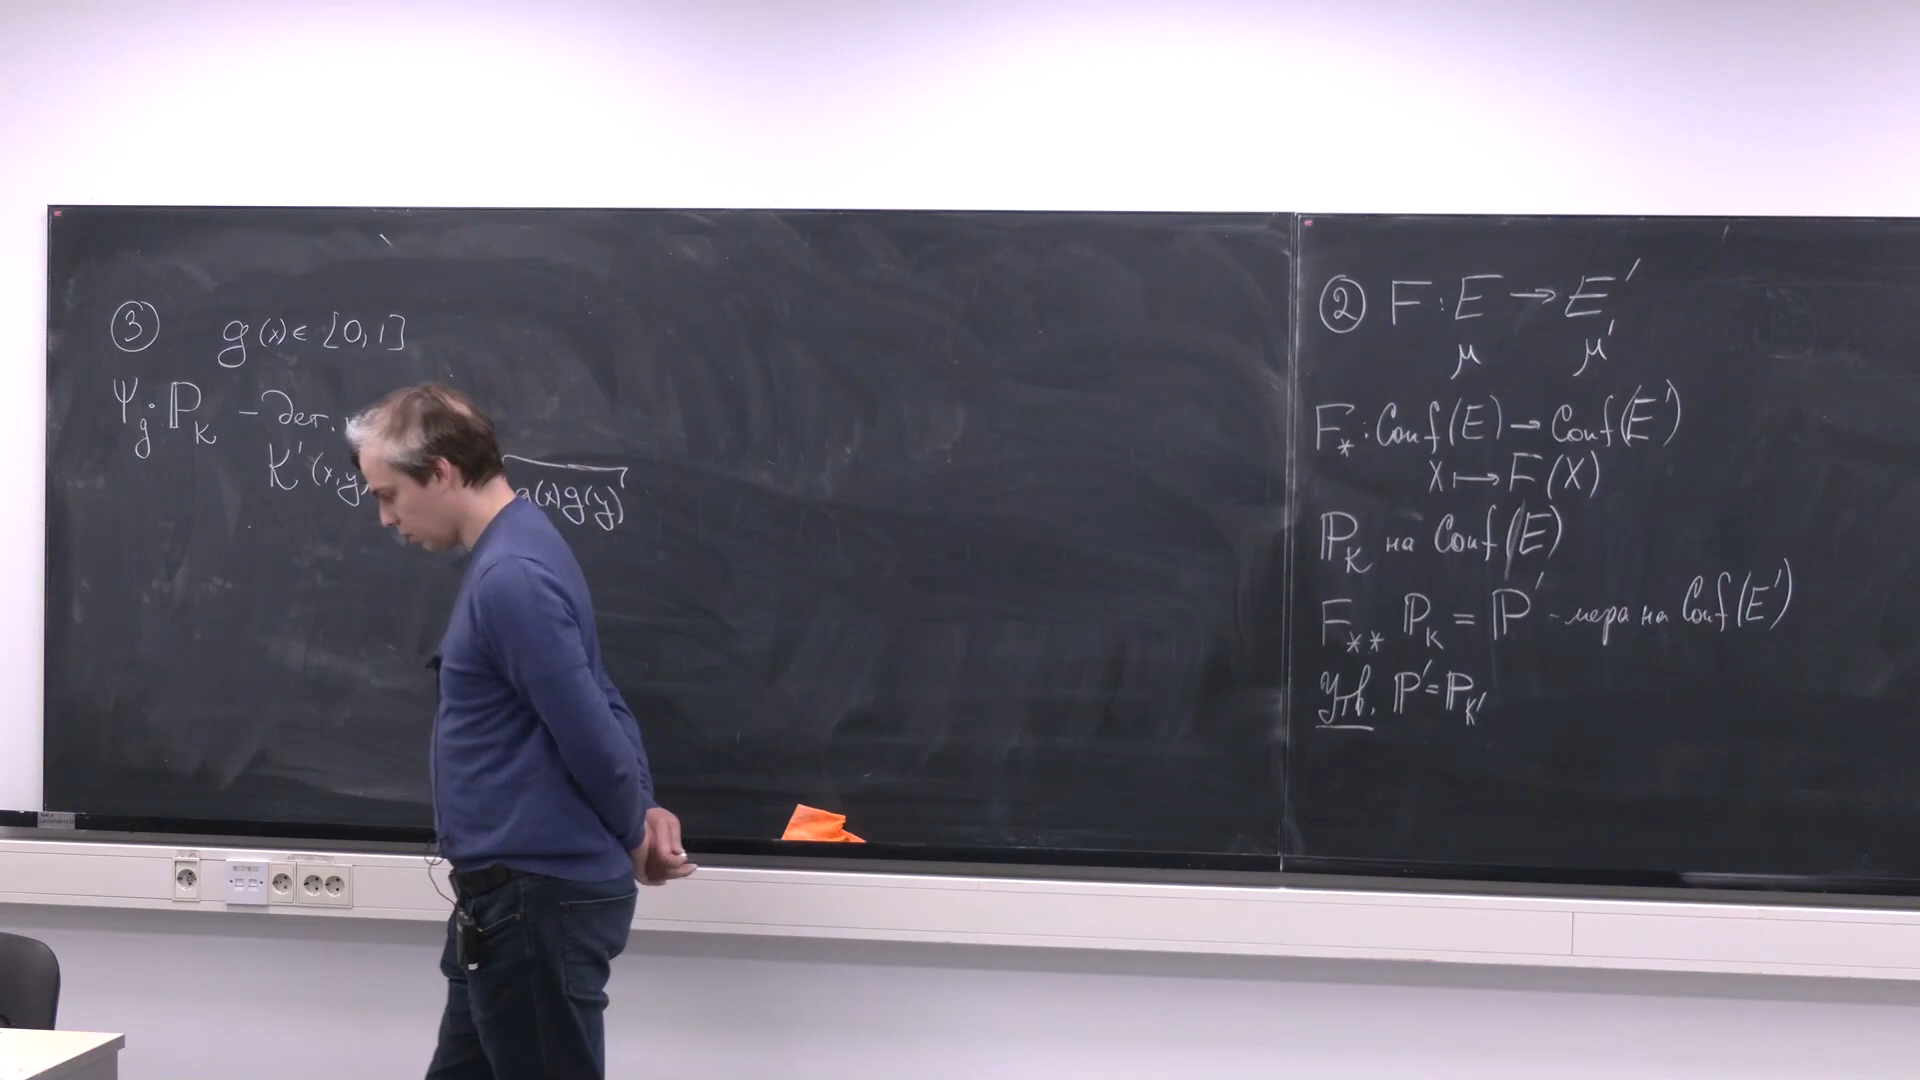 ③ g(x) ∈ [0,1]
Ψ_g · ℙ_K – дет.
K'(x,y) g(x)g(y)
② F : E → E'
μ μ'
F_* : Conf(E) → Conf(E')
X ↦ F(X)
ℙ_K на Conf(E)
F_** ℙ_K = ℙ' - мера на Conf(E')
Утв. ℙ' = ℙ_K'